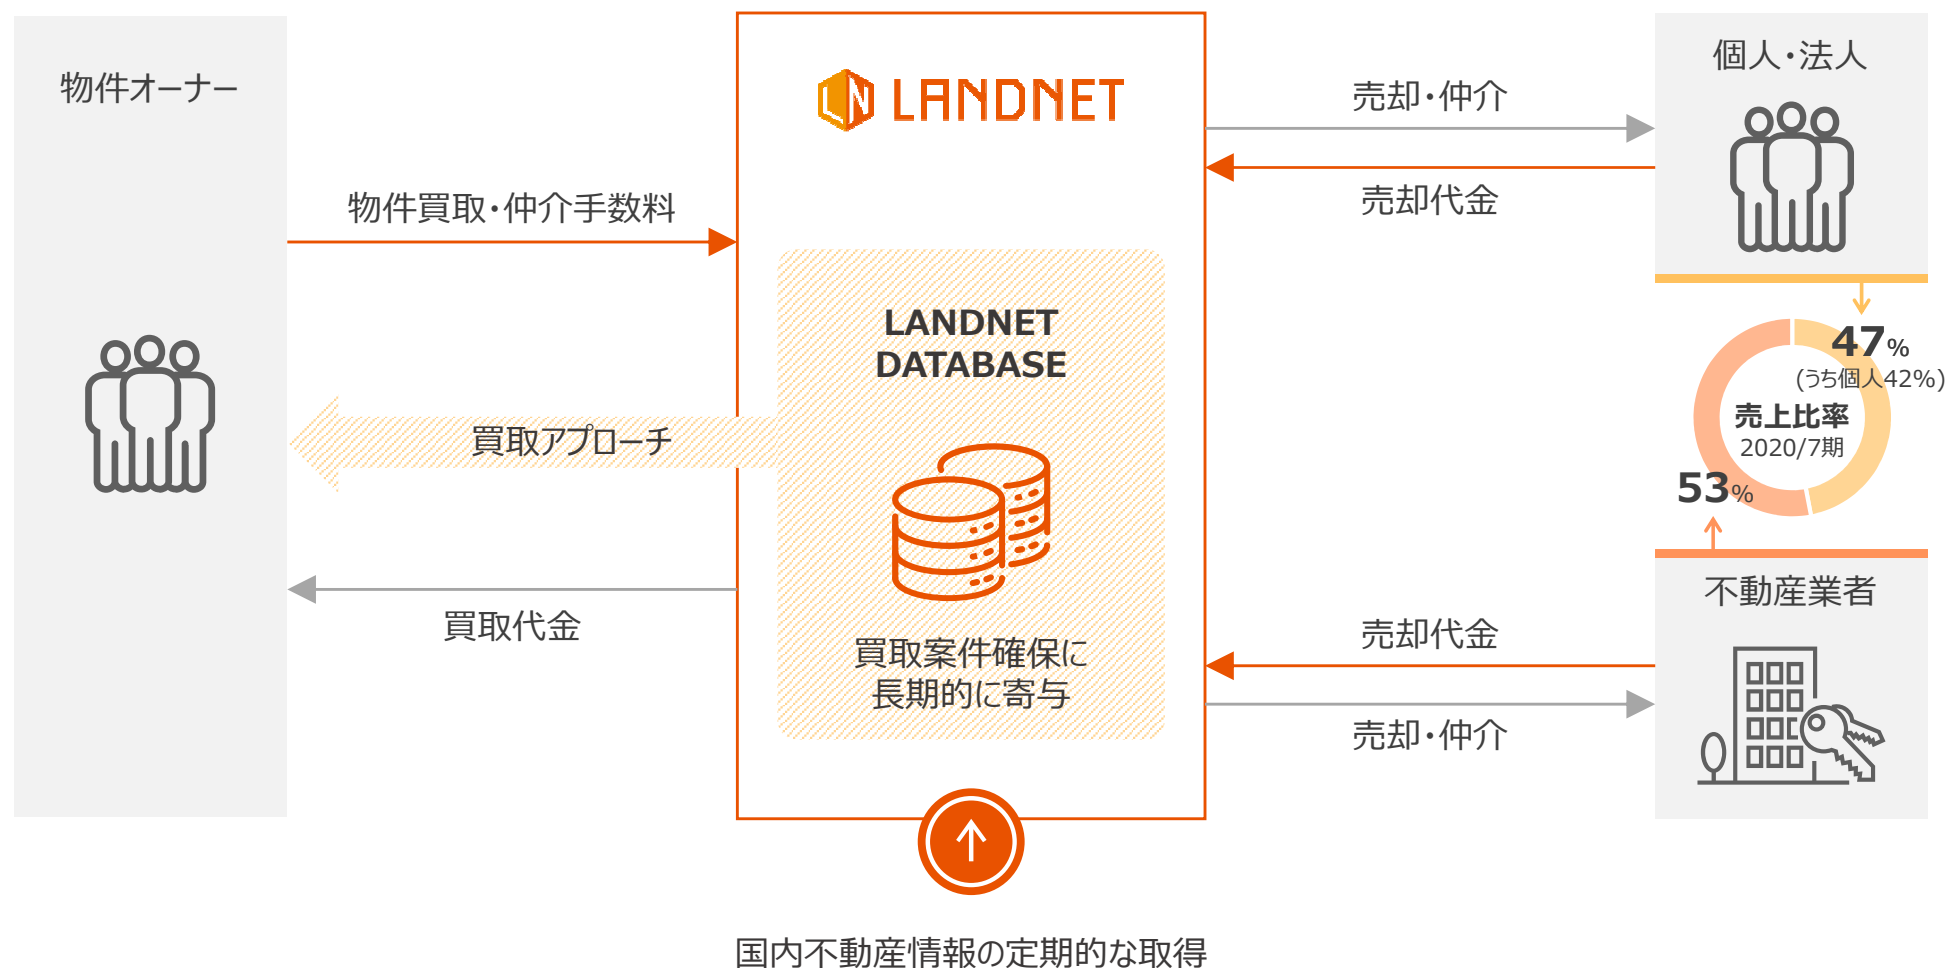 物件オーナー
物件買取・仲介手数料
買取アプローチ
買取代金
LANDNET
LANDNET
DATABASE
買取案件確保に
長期的に寄与
国内不動産情報の定期的な取得
売却・仲介
売却代金
個人・法人
47%
(うち個人42%)
売上比率
2020/7期
53%
不動産業者
売却代金
売却・仲介